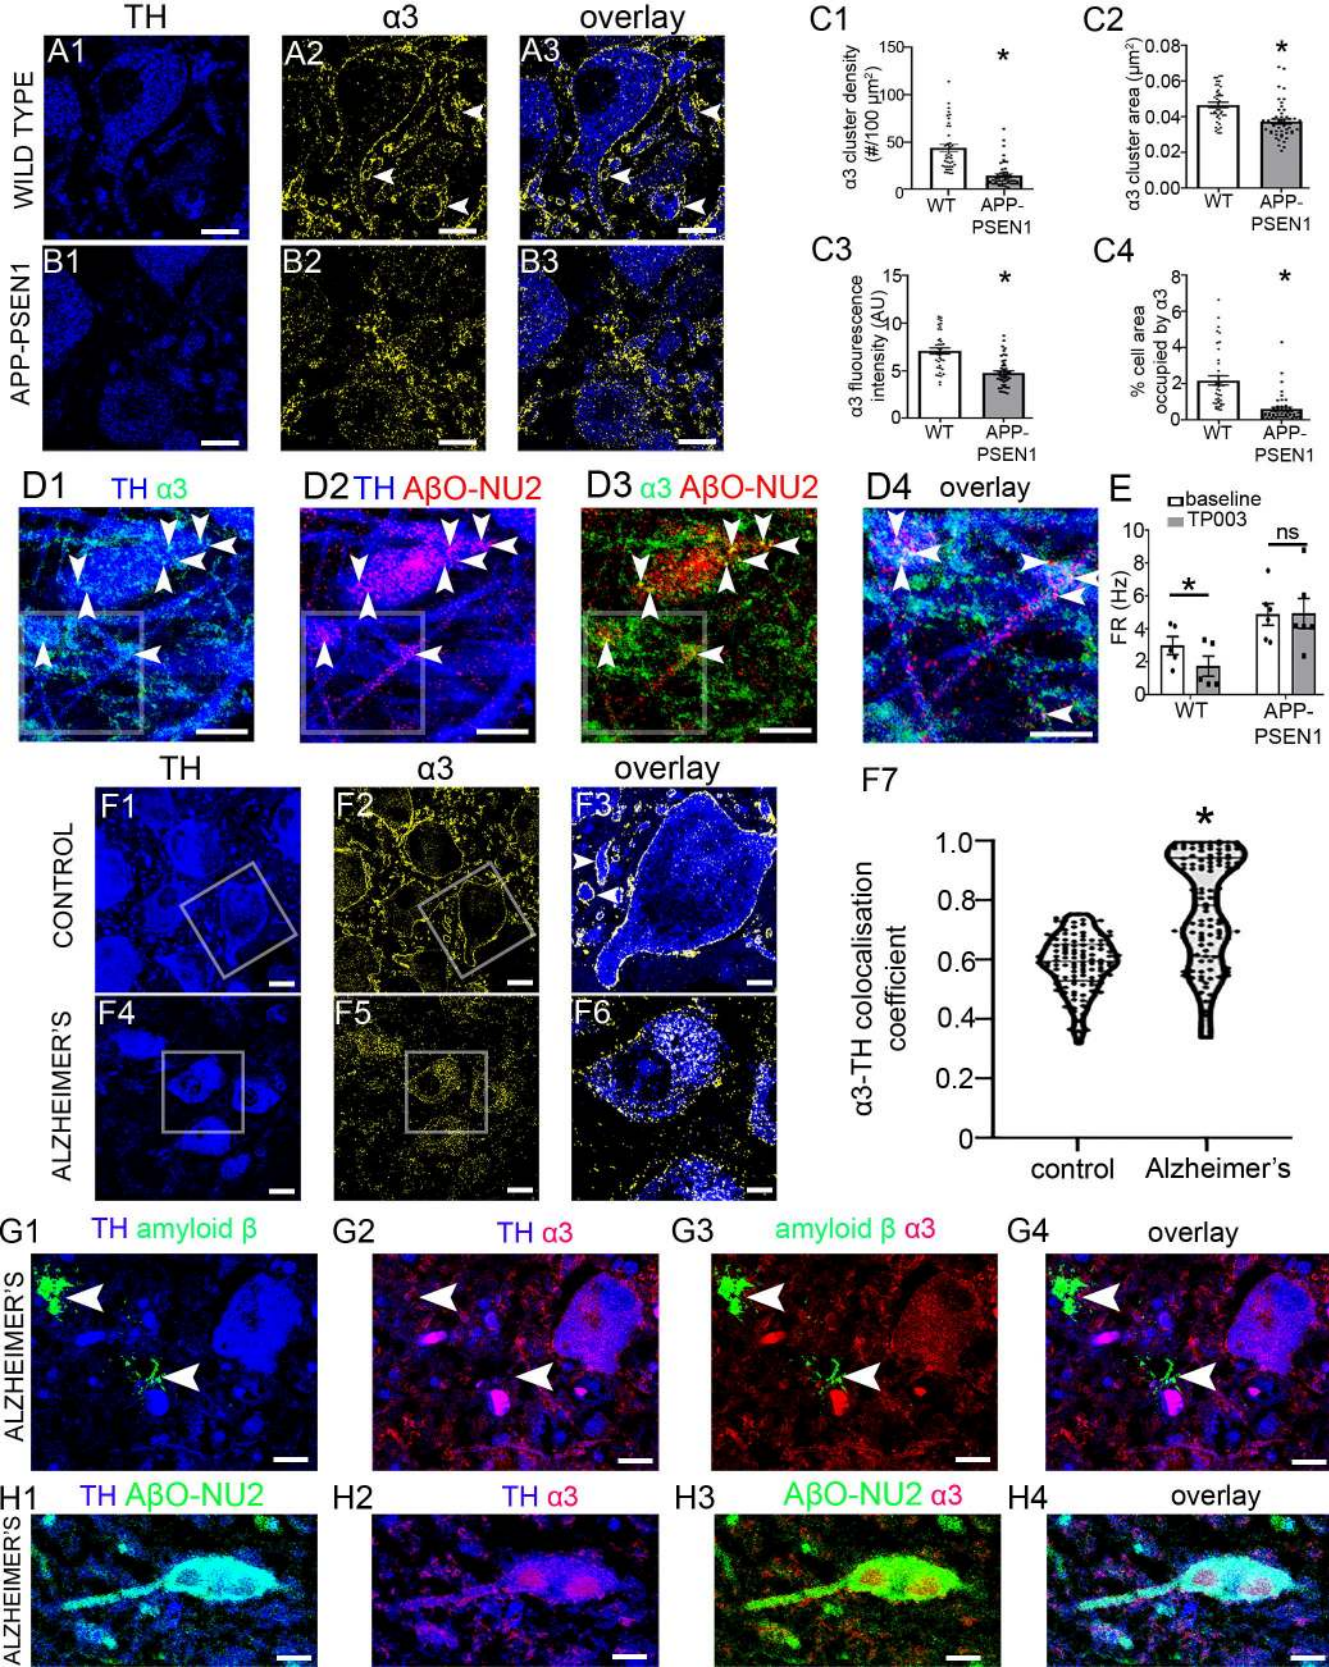 TH α3 overlay
WILD TYPE
A1 A2 A3
APP-PSEN1
B1 B2 B3
C1
α3 cluster density
(#/100 µm²)
150
100
50
0
*
WT APP-
PSEN1
C2
α3 cluster area (µm²)
0.08
0.06
0.04
0.02
0.00
*
WT APP-
PSEN1
C3
α3 fluourescence
intensity (AU)
15
10
5
0
*
WT APP-
PSEN1
C4
% cell area
occupied by α3
8
6
4
2
0
*
WT APP-
PSEN1
D1 TH α3
D2 TH AβO-NU2
D3 α3 AβO-NU2
D4 overlay
E
baseline
TP003
FR (Hz)
10
8
6
4
2
0
* ns
WT APP-
PSEN1
TH α3 overlay
CONTROL
F1 F2 F3
ALZHEIMER'S
F4 F5 F6
F7
α3-TH colocalisation
coefficient
1.0
0.8
0.6
0.4
0.2
0
*
control Alzheimer's
G1 TH amyloid β
G2 TH α3
G3 amyloid β α3
G4 overlay
ALZHEIMER'S
H1 TH AβO-NU2
H2 TH α3
H3 AβO-NU2 α3
H4 overlay
ALZHEIMER'S